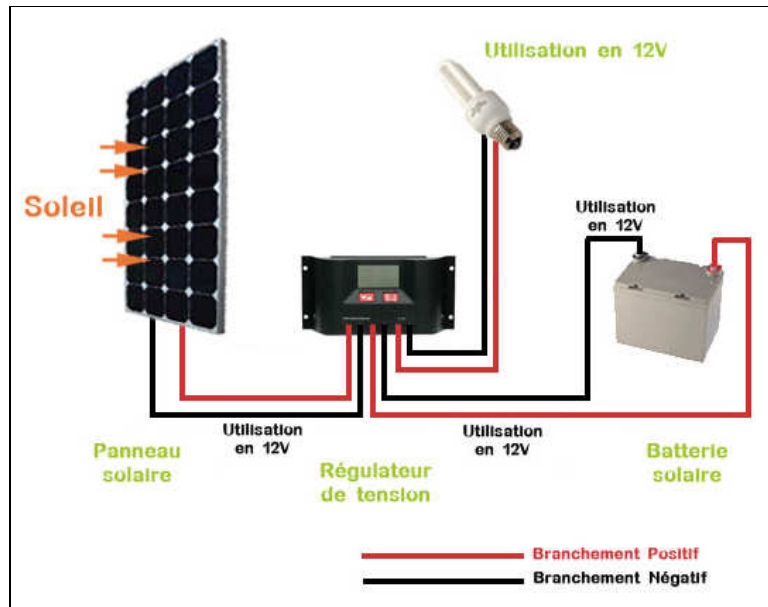 Utilisation en 12V
Soleil
Utilisation
en 12V
Utilisation
en 12V
Utilisation
en 12V
Panneau
solaire
Régulateur
de tension
Batterie
solaire
Branchement Positif
Branchement Négatif